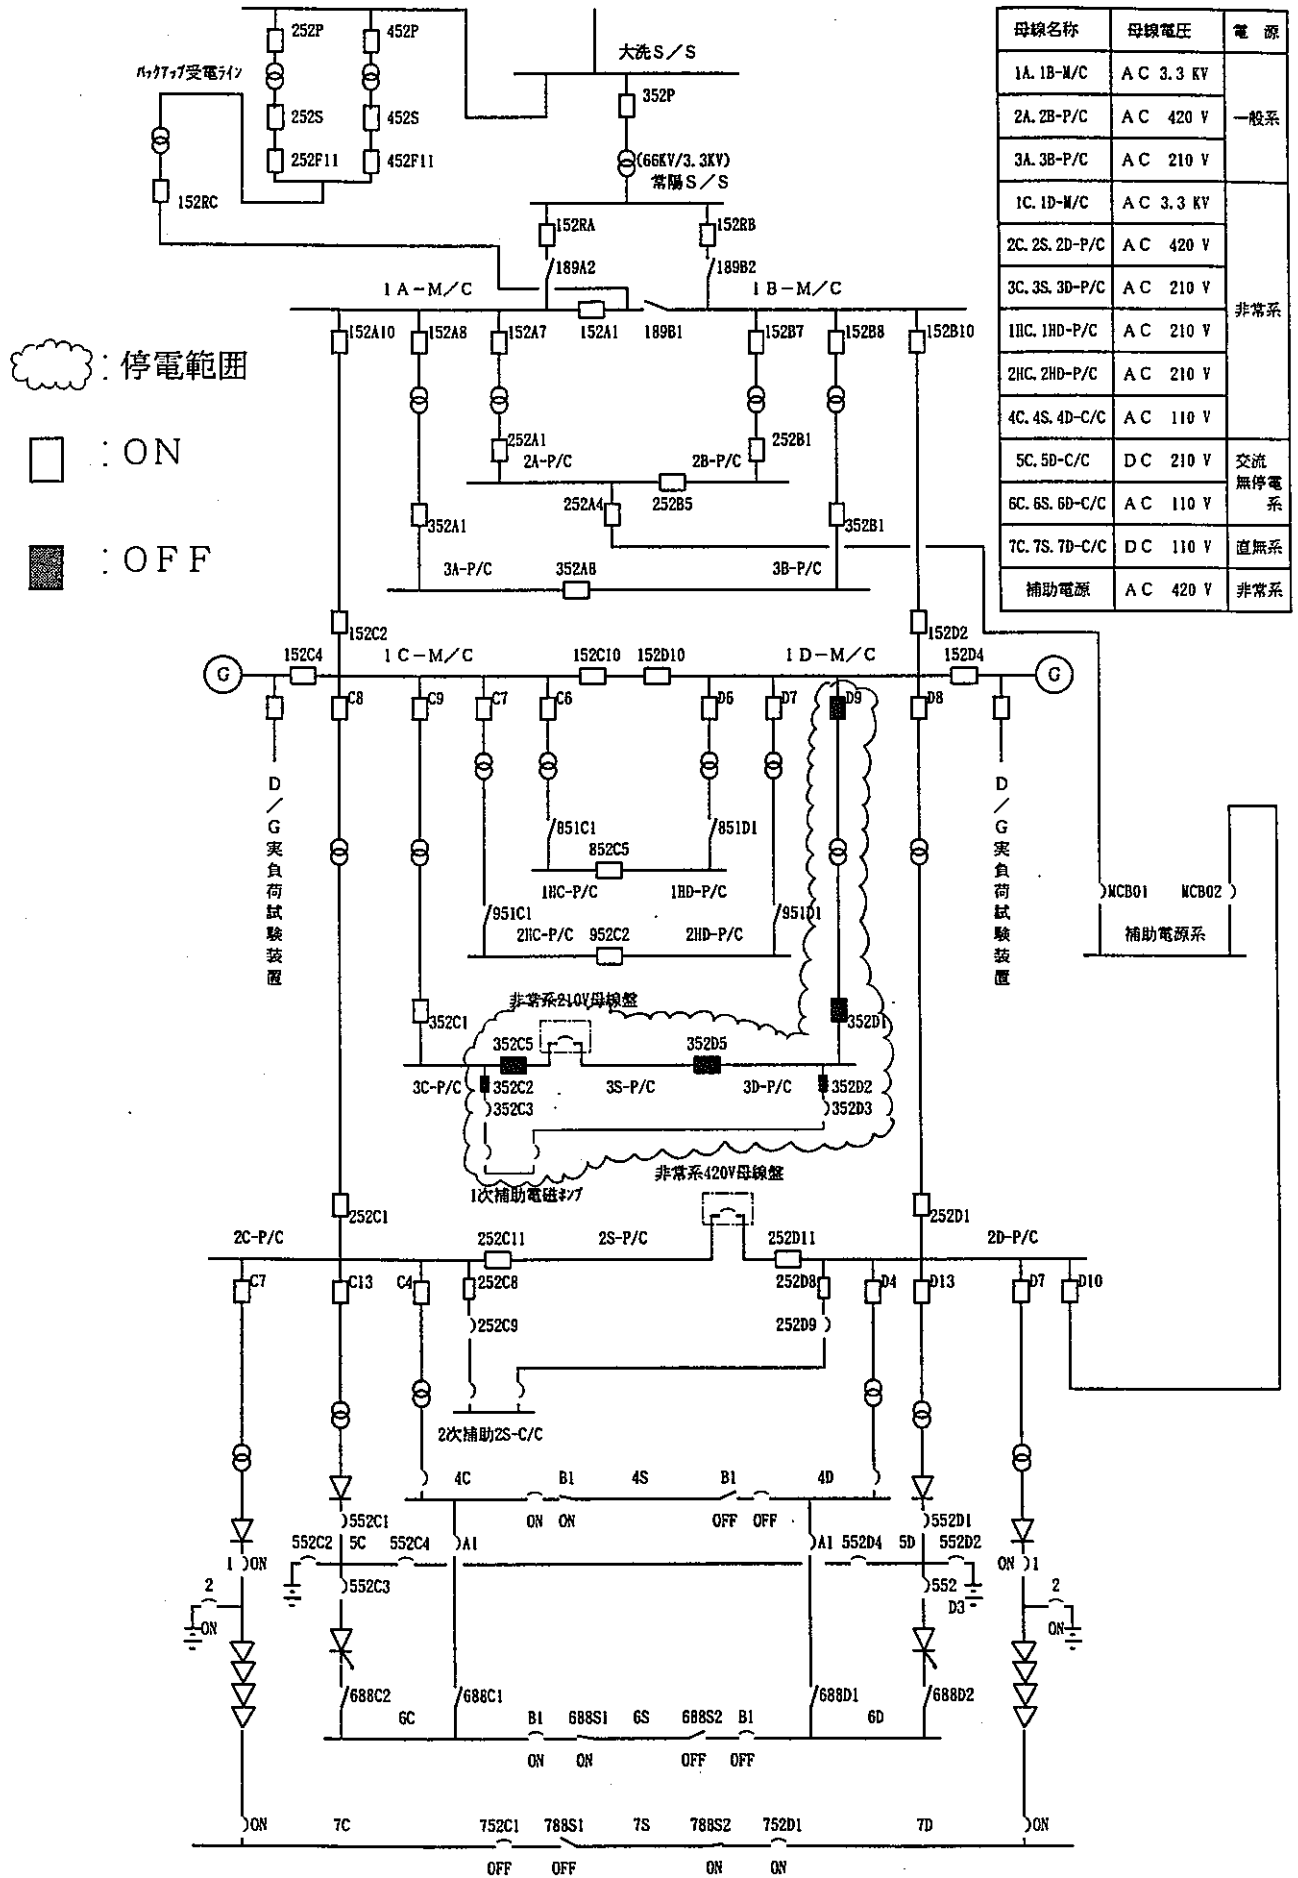 252P
452P
大洗S/S
バックアップ受電ライン
352P
252S
452S
252F11
452F11
(66KV/3.3KV)
常陽S/S
152RC
152RA
152RB
189A2
189B2
1A-M/C
1B-M/C
152A10
152A8
152A7
152A1
189B1
152B7
152B8
152B10
母線名称 母線電圧 電源
1A.1B-M/C AC 3.3 KV 一般系
2A.2B-P/C AC 420 V
3A.3B-P/C AC 210 V
1C.1D-M/C AC 3.3 KV 非常系
2C.2S.2D-P/C AC 420 V
3C.3S.3D-P/C AC 210 V
1HC.1HD-P/C AC 210 V
2HC.2HD-P/C AC 210 V
4C.4S.4D-C/C AC 110 V
5C.5D-C/C DC 210 V 交流
無停電
系
6C.6S.6D-C/C AC 110 V
7C.7S.7D-C/C DC 110 V 直無系
補助電源 AC 420 V 非常系
:停電範囲
:ON
:OFF
252A1
252B1
2A-P/C
2B-P/C
252A4
252B5
352A1
352B1
3A-P/C
352A8
3B-P/C
152C2
152D2
G
152C4
1C-M/C
152C10
152D10
1D-M/C
152D4
G
C8
C9
C7
C6
D6
D7
D9
D8
D/G実負荷試験装置
D/G実負荷試験装置
851C1
851D1
852C5
1HC-P/C
1HD-P/C
951C1
951D1
2HC-P/C
952C2
2HD-P/C
MCB01
MCB02
補助電源系
非常系210V母線盤
352C1
352D1
352C5
352D5
3C-P/C
352C2
3S-P/C
3D-P/C
352D2
352C3
352D3
1次補助電磁ポンプ
非常系420V母線盤
252C1
252D1
2C-P/C
252C11
2S-P/C
252D11
2D-P/C
C7
C13
C4
252C8
252D8
D4
D13
D7
D10
252C9
252D9
2次補助2S-C/C
4C
B1
4S
B1
4D
ON
ON
OFF
OFF
552C1
552D1
552C2
5C
552C4
A1
A1
552D4
5D
552D2
1
ON
ON
1
552C3
552
D3
2
ON
2
ON
688C2
688C1
688D1
688D2
6C
B1
688S1
6S
688S2
B1
6D
ON
ON
OFF
OFF
ON
7C
752C1
788S1
7S
788S2
752D1
7D
ON
OFF
OFF
ON
ON